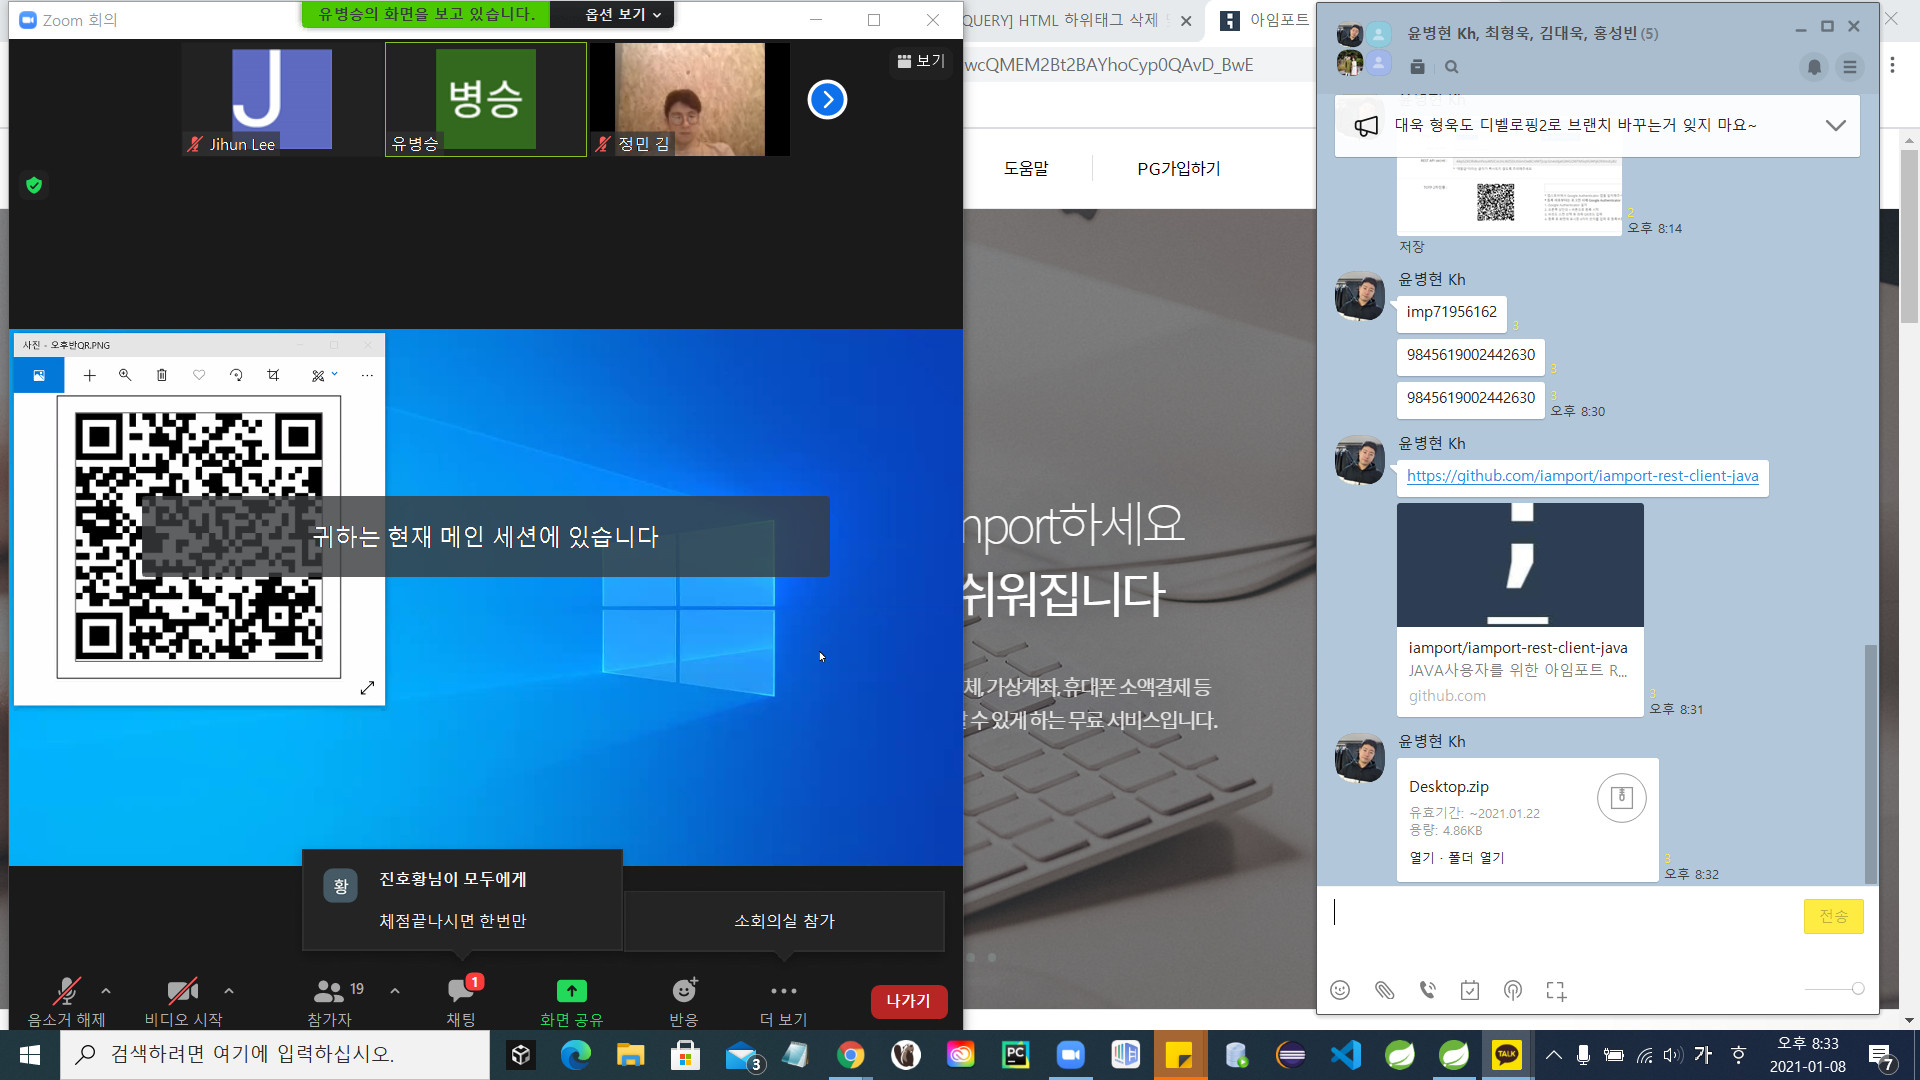 Zoom 회의
유병승의 화면을 보고 있습니다.
옵션 보기
J
Jihun Lee
병승
유병승
정민 김
보기
사진 - 오후반QR.PNG
귀하는 현재 메인 세션에 있습니다
황
진호황님이 모두에게
체점끝나시면 한번만
소회의실 참가
음소거 해제
비디오 시작
19
참가자
1
채팅
화면 공유
반응
더 보기
나가기
QUERY] HTML 하위태그 삭제
아임포트
wcQMEM2Bt2BAYhoCyp0QAvD_BwE
도움말
PG가입하기
mport하세요
쉬워집니다
체, 가상계좌, 휴대폰 소액결제 등
수 있게 하는 무료 서비스입니다.
윤병현 Kh, 최형욱, 김대욱, 홍성빈 (5)
대욱 형욱도 디벨로핑2로 브랜치 바꾸는거 잊지 마요~
2
오후 8:14
저장
윤병현 Kh
imp71956162
3
9845619002442630
3
9845619002442630
3
오후 8:30
윤병현 Kh
https://github.com/iamport/iamport-rest-client-java
iamport/iamport-rest-client-java
JAVA사용자를 위한 아임포트 R...
github.com
3
오후 8:31
윤병현 Kh
Desktop.zip
유효기간: ~2021.01.22
용량: 4.86KB
열기 · 폴더 열기
3
오후 8:32
전송
검색하려면 여기에 입력하십시오.
3
PC
TALK
가
오후 8:33
2021-01-08
7